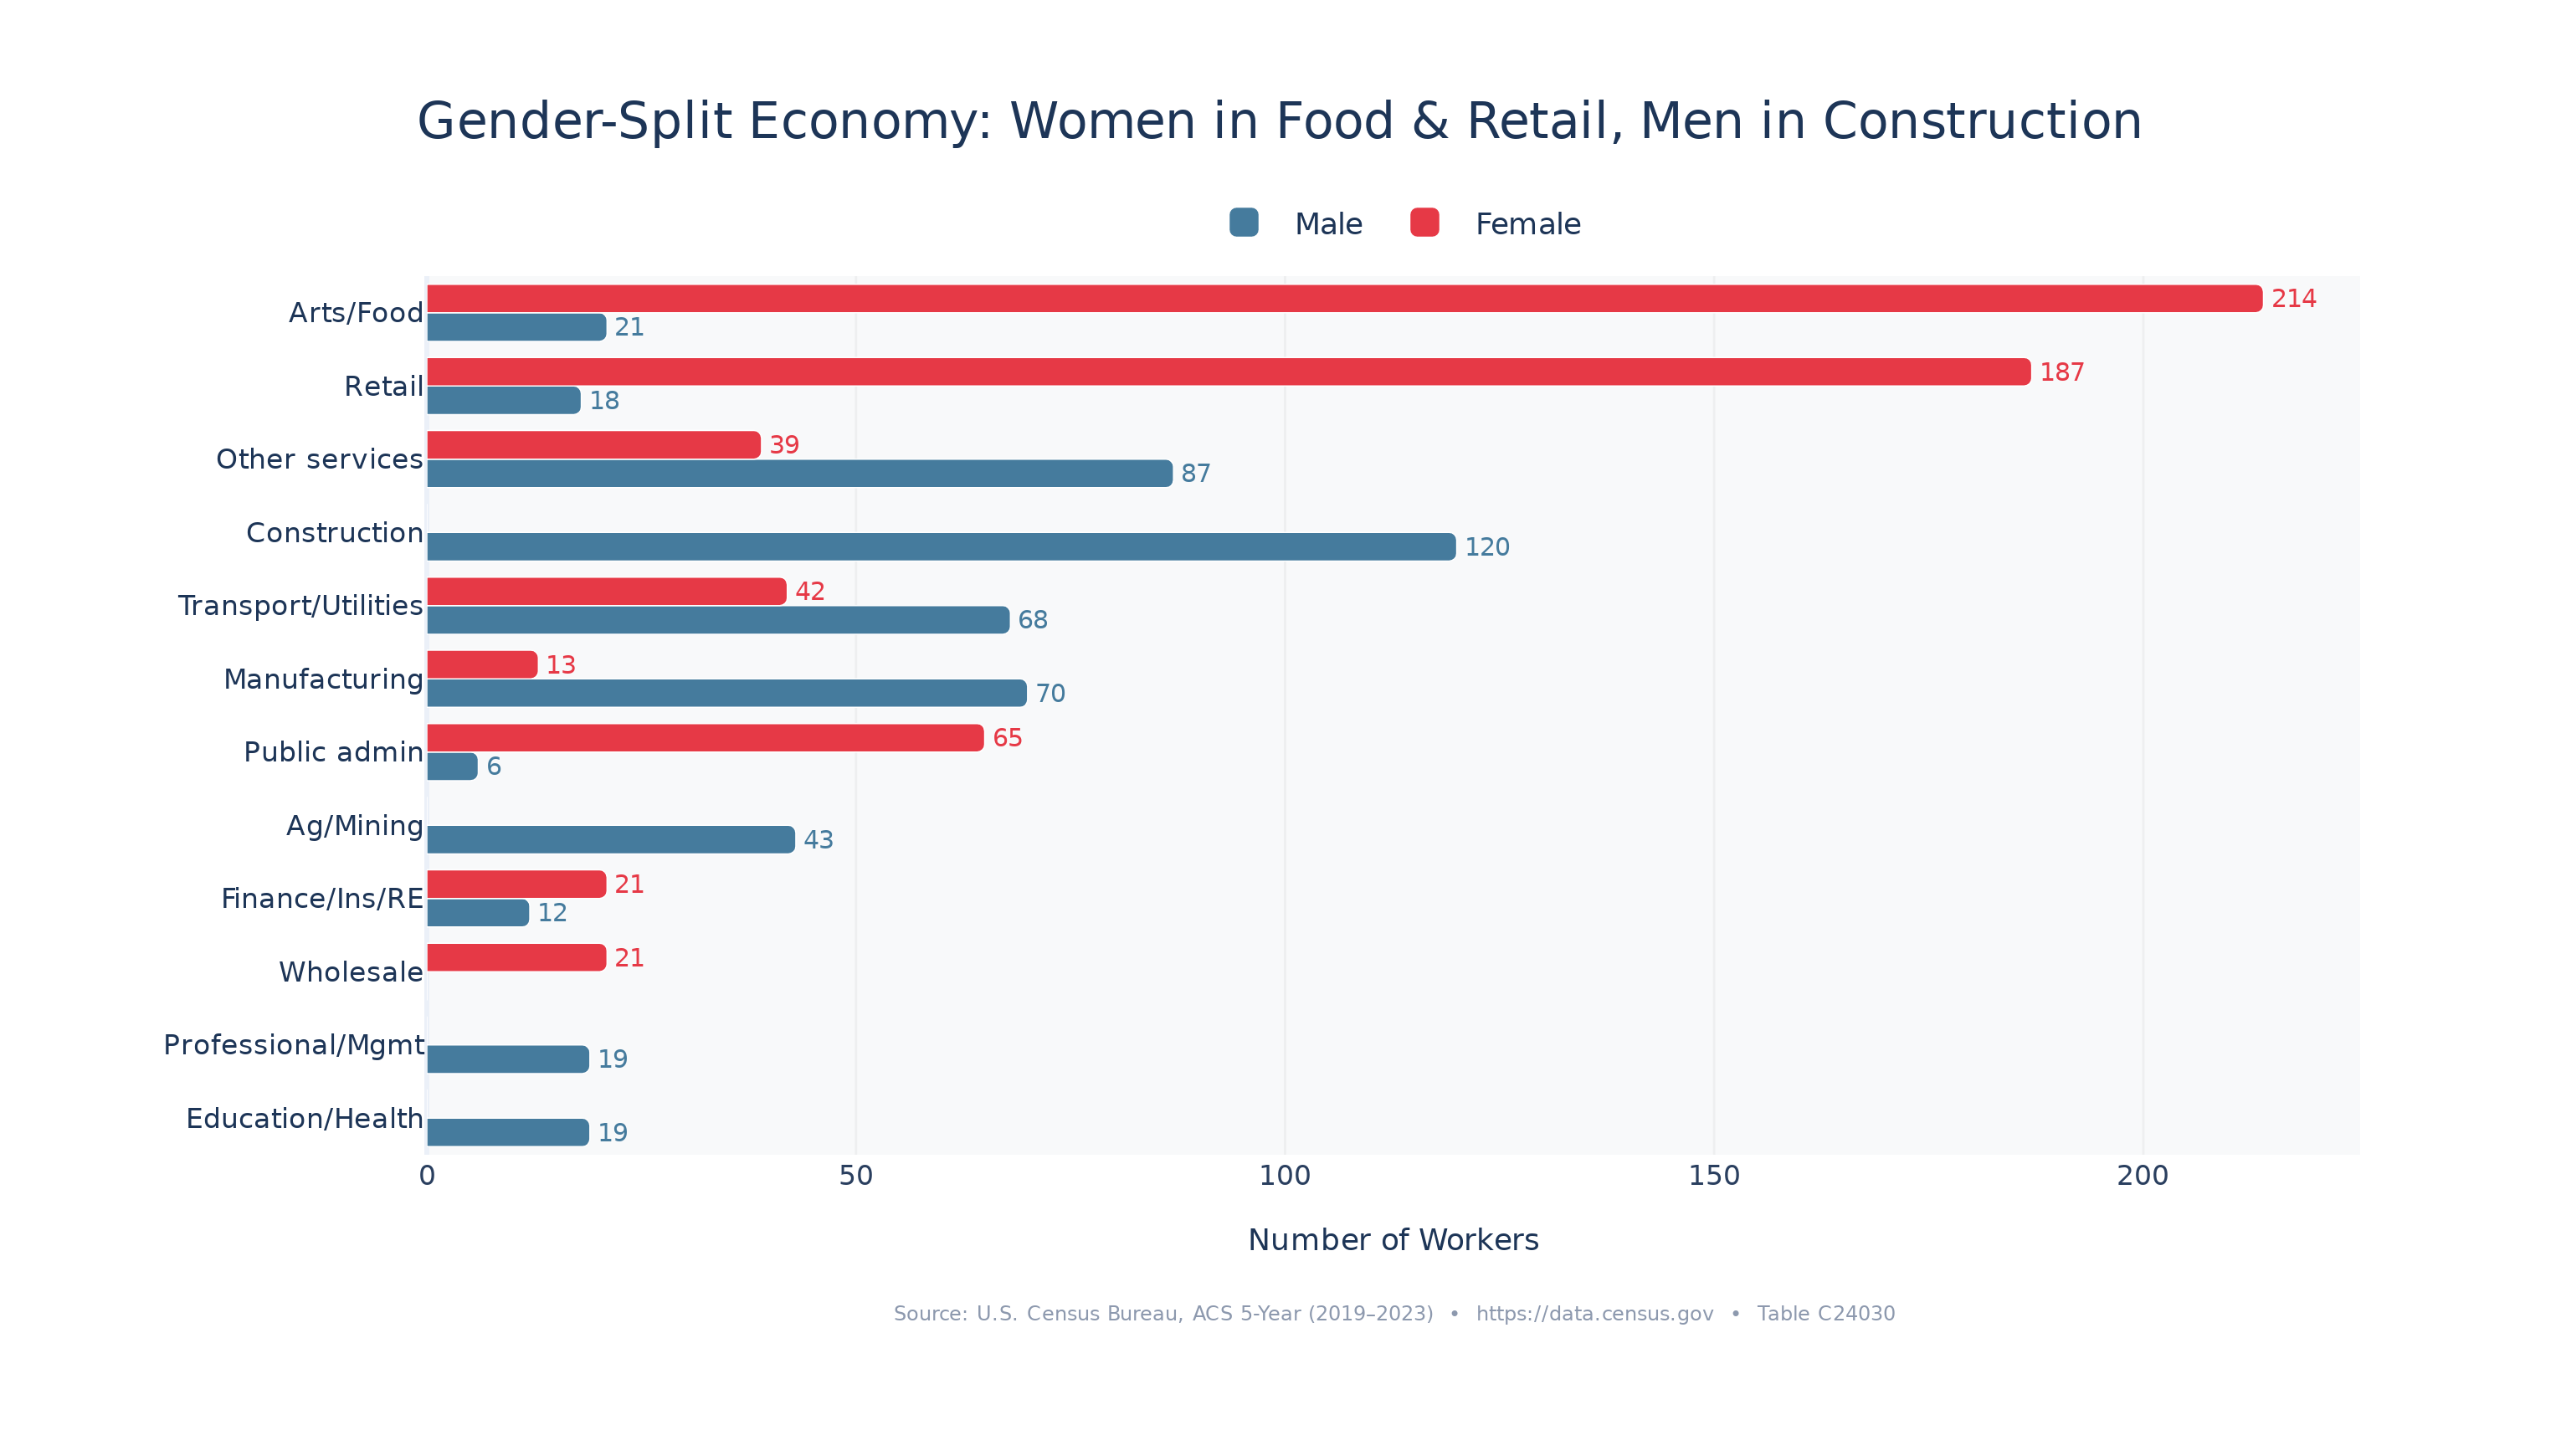 Gender-Split Economy: Women in Food & Retail, Men in Construction
Male
Female
Arts/Food
214
21
Retail
187
18
Other services
39
87
Construction
120
Transport/Utilities
42
68
Manufacturing
13
70
Public admin
65
6
Ag/Mining
43
Finance/Ins/RE
21
12
Wholesale
21
Professional/Mgmt
19
Education/Health
19
0
50
100
150
200
Number of Workers
Source: U.S. Census Bureau, ACS 5-Year (2019–2023) • https://data.census.gov • Table C24030